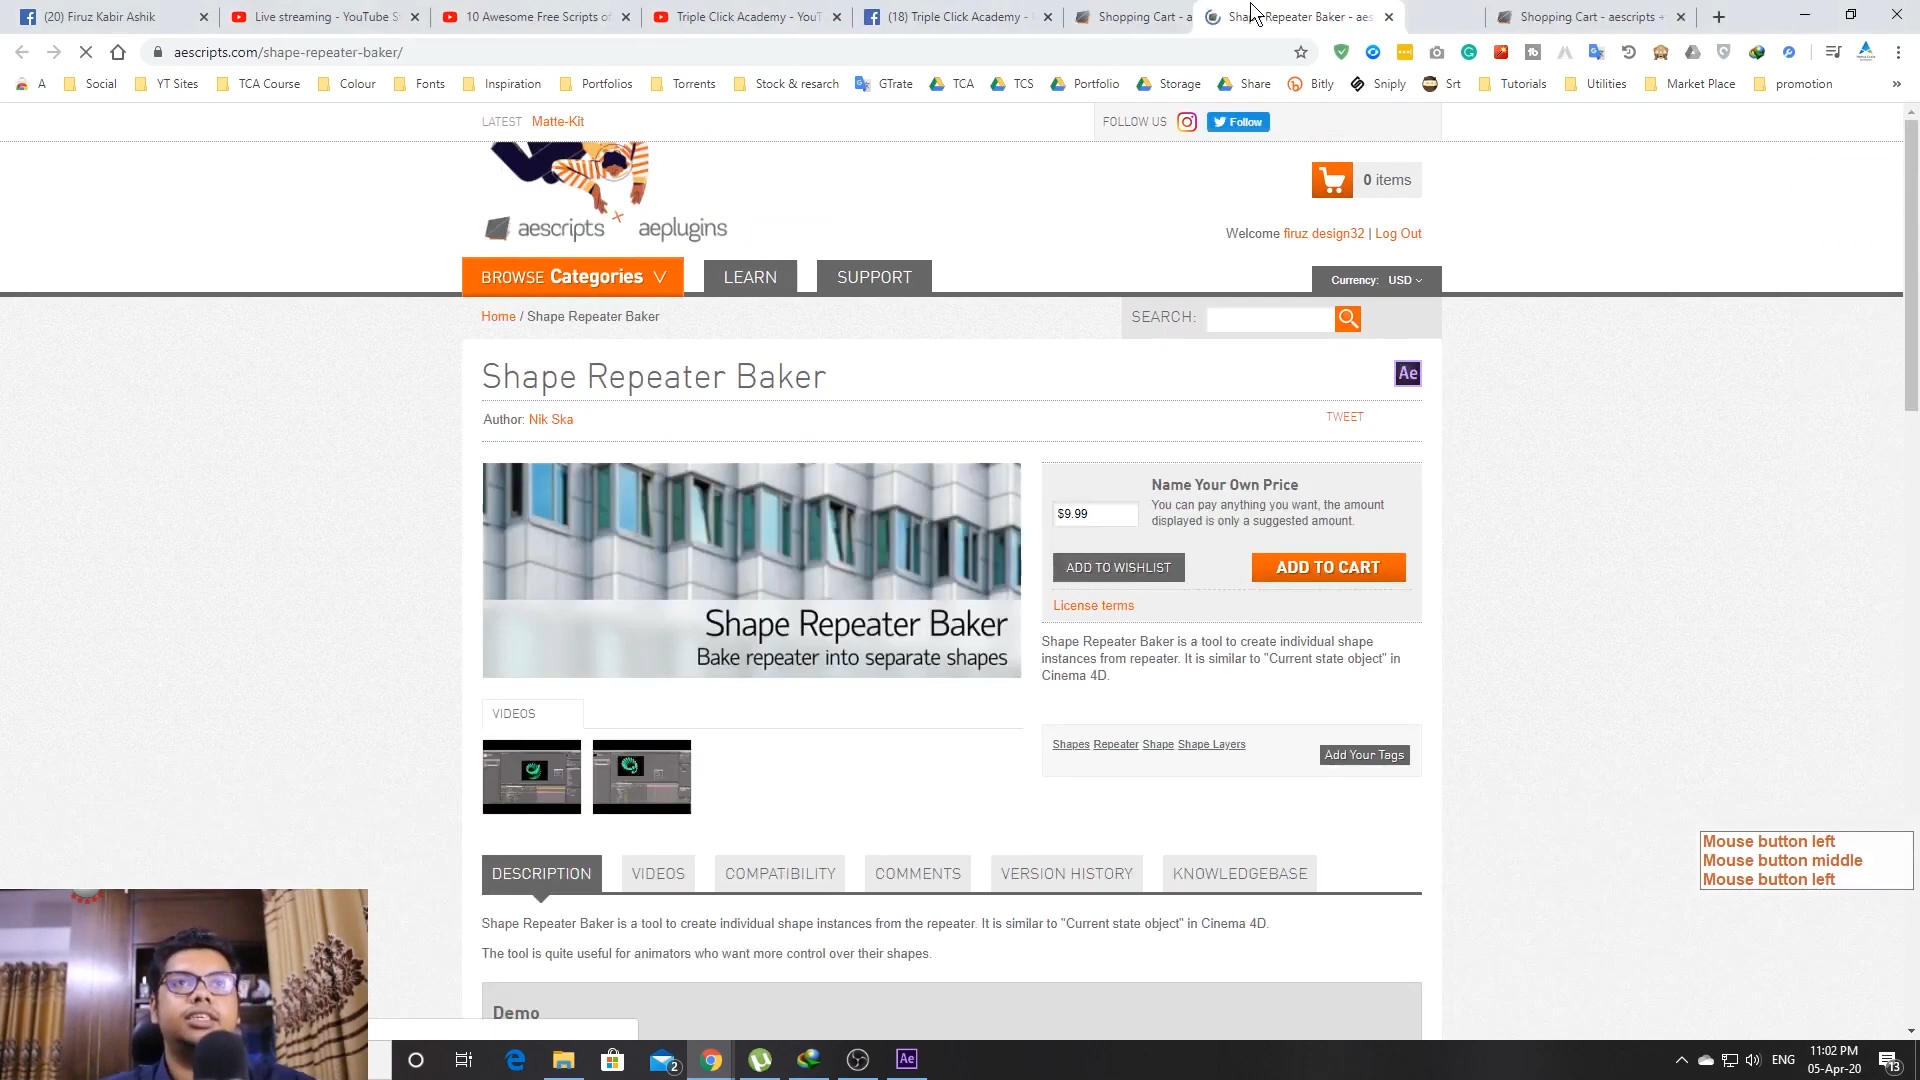 (20) Firuz Kabir Ashik
Live streaming - YouTube S
10 Awesome Free Scripts of
Triple Click Academy - YouT
(18) Triple Click Academy -
Shopping Cart - a
Repeater Baker - aes
Shopping Cart - aescripts +
aescripts.com/shape-repeater-baker/
A
Social
YT Sites
TCA Course
Colour
Fonts
Inspiration
Portfolios
Torrents
Stock & resarch
GTrate
TCA
TCS
Portfolio
Storage
Share
Bitly
Sniply
Srt
Tutorials
Utilities
Market Place
promotion
LATEST Matte-Kit
FOLLOW US
Follow
0 items
aescripts + aeplugins
Welcome firuz design32 | Log Out
BROWSE Categories
LEARN
SUPPORT
Currency: USD
Home / Shape Repeater Baker
SEARCH:
Shape Repeater Baker
Ae
Author: Nik Ska
TWEET
Name Your Own Price
$9.99
You can pay anything you want, the amount
displayed is only a suggested amount.
ADD TO WISHLIST
ADD TO CART
License terms
Shape Repeater Baker
Bake repeater into separate shapes
Shape Repeater Baker is a tool to create individual shape
instances from repeater. It is similar to "Current state object" in
Cinema 4D.
VIDEOS
Shapes Repeater Shape Shape Layers
Add Your Tags
Mouse button left
Mouse button middle
Mouse button left
DESCRIPTION
VIDEOS
COMPATIBILITY
COMMENTS
VERSION HISTORY
KNOWLEDGEBASE
Shape Repeater Baker is a tool to create individual shape instances from the repeater. It is similar to "Current state object" in Cinema 4D.
The tool is quite useful for animators who want more control over their shapes.
Demo
2
Ae
ENG
11:02 PM
05-Apr-20
13